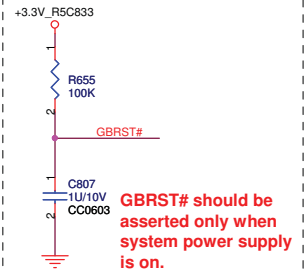 +3.3V_R5C833
1
R655
100K
2
GBRST#
1
C807
1U/10V
CC0603
2
GBRST# should be
asserted only when
system power supply
is on.